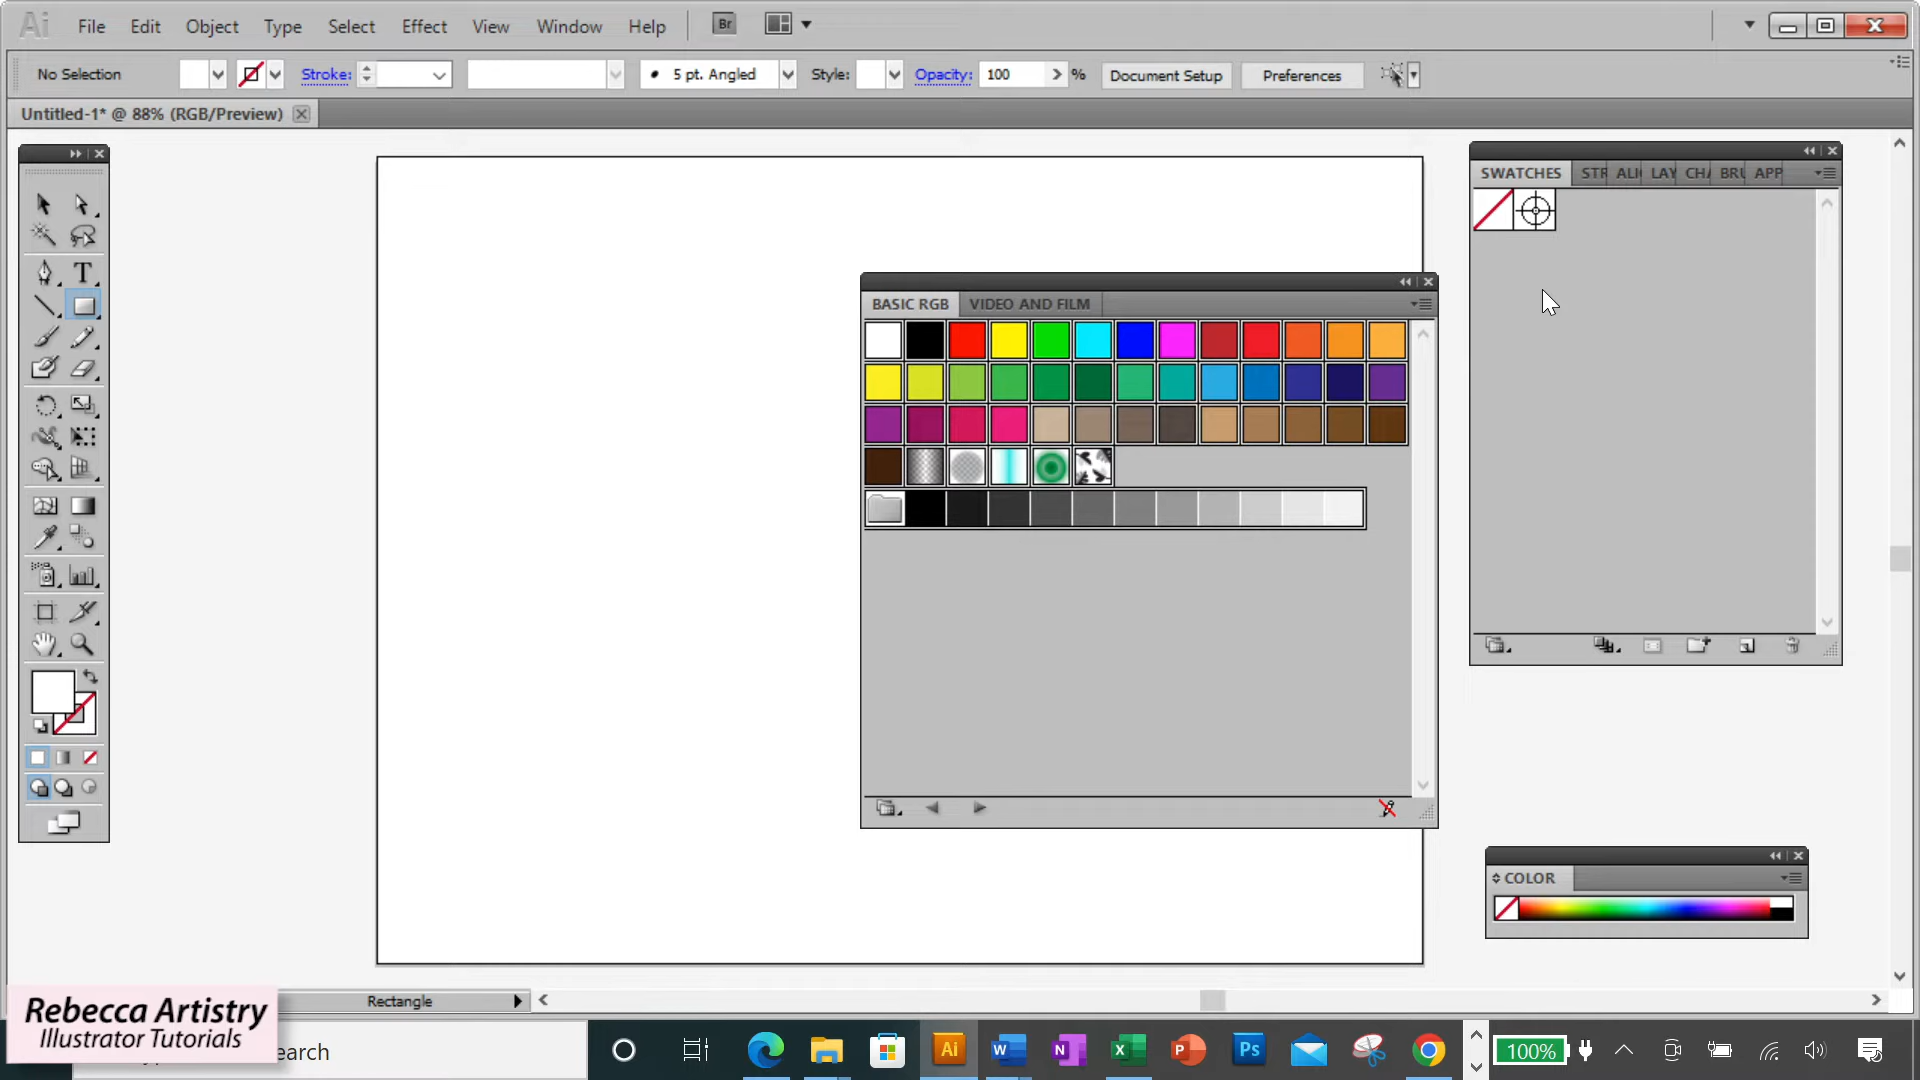 Ai File Edit Object Type Select Effect View Window Help Br
No Selection Stroke: 5 pt. Angled Style: Opacity: 100 % Document Setup Preferences
Untitled-1* @ 88% (RGB/Preview)
SWATCHES STR ALI LAY CHA BRU APP
T
BASIC RGB VIDEO AND FILM
COLOR
Rectangle
Rebecca Artistry
Illustrator Tutorials
earch
Ai W N X P Ps 100%